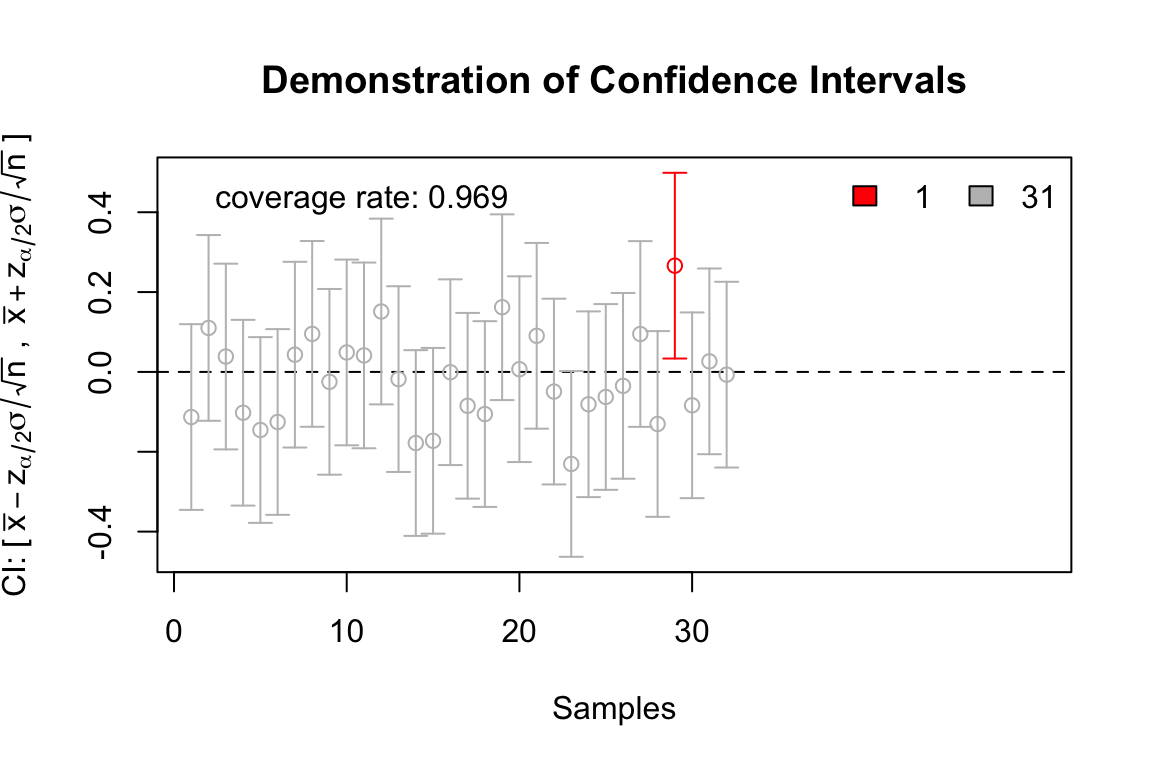 Demonstration of Confidence Intervals
CI: [ x̅ − zα/2σ/√n , x̅ + zα/2σ/√n ]
coverage rate: 0.969
1
31
0.4
0.2
0.0
-0.4
0
10
20
30
Samples